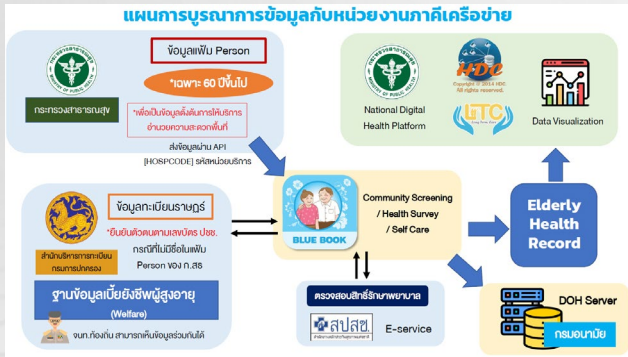 แผนการบูรณาการข้อมูลกับหน่วยงานภาคีเครือข่าย
ข้อมูลแฟ้ม Person
*เฉพาะ 60 ปีขึ้นไป
กระทรวงสาธารณสุข
*เพื่อเป็นข้อมูลตั้งต้นการให้บริการ
อำนวยความสะดวกพื้นที่
ส่งข้อมูลผ่าน API
[HOSPCODE] รหัสหน่วยบริการ
HDC
Copyright © 2014 HDC.
All rights reserved.
LTC
National Digital
Health Platform
Data Visualization
ข้อมูลทะเบียนราษฎร์
*ยืนยันตัวตนตามเลขบัตร ปชช.
กรณีที่ไม่มีชื่อในแฟ้ม
Person ของ ก.สธ
สำนักบริหารการทะเบียน
กรมการปกครอง
ฐานข้อมูลเบี้ยยังชีพผู้สูงอายุ
(Welfare)
จนท.ท้องถิ่น สามารถเห็นข้อมูลร่วมกันได้
BLUE BOOK
Community Screening
/ Health Survey
/ Self Care
Elderly
Health
Record
ตรวจสอบสิทธิ์รักษาพยาบาล
สปสช.
E-service
DOH Server
กรมอนามัย